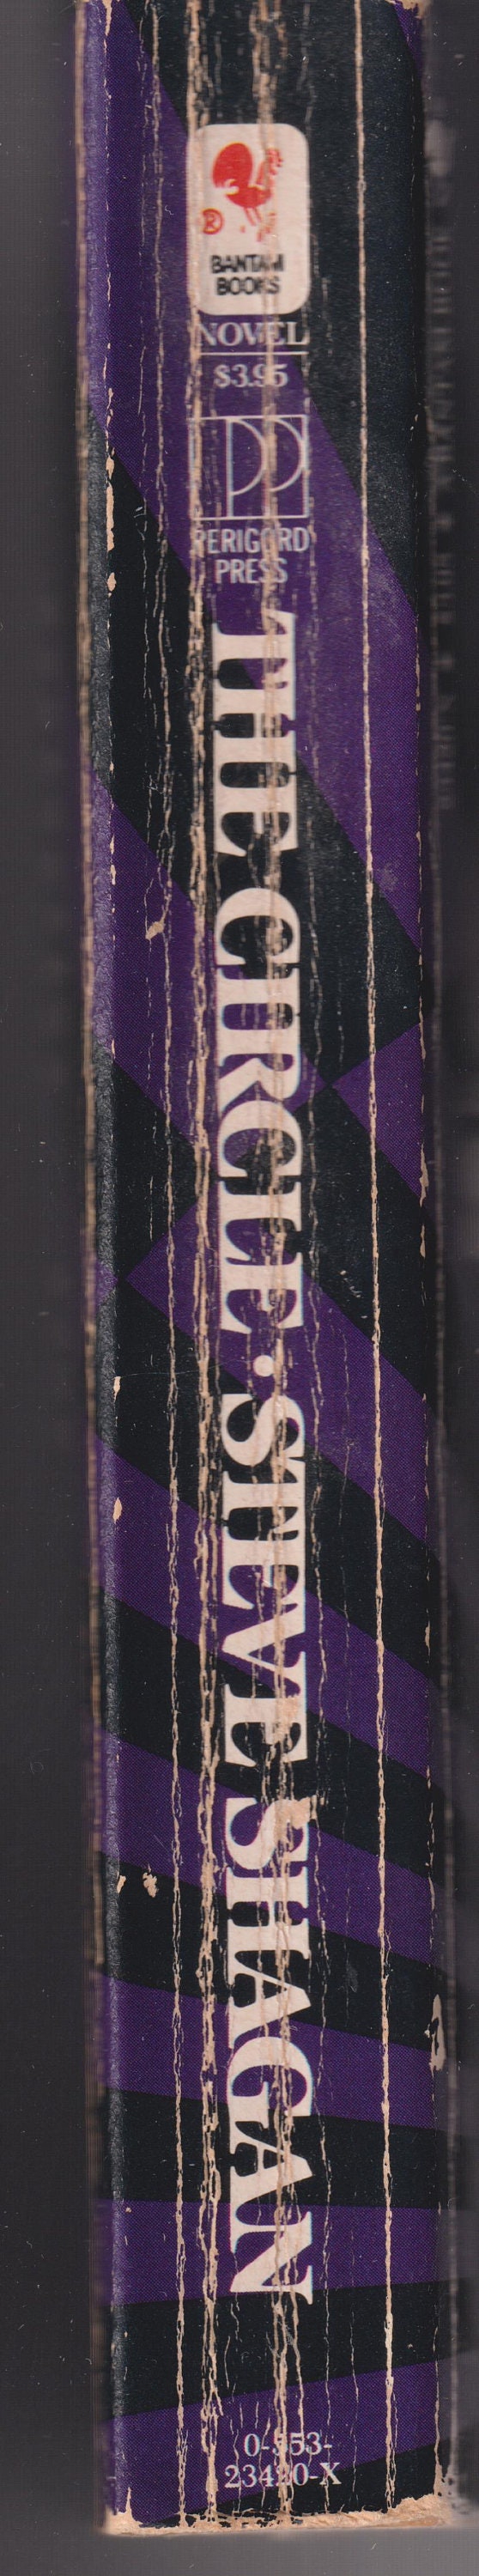 ®
BANTAM
BOOKS
NOVEL
$3.95
PERIGORD
PRESS
THE CIRCLE · STEVE SHAGAN
0-553-
23420-X